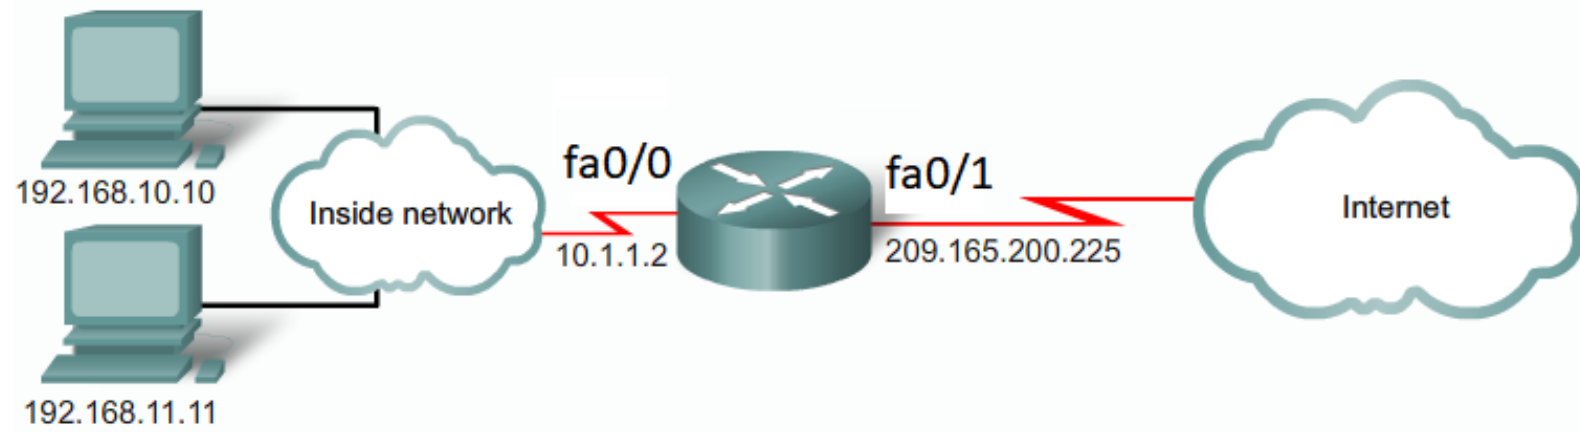 192.168.10.10
192.168.11.11
Inside network
fa0/0
10.1.1.2
fa0/1
209.165.200.225
Internet